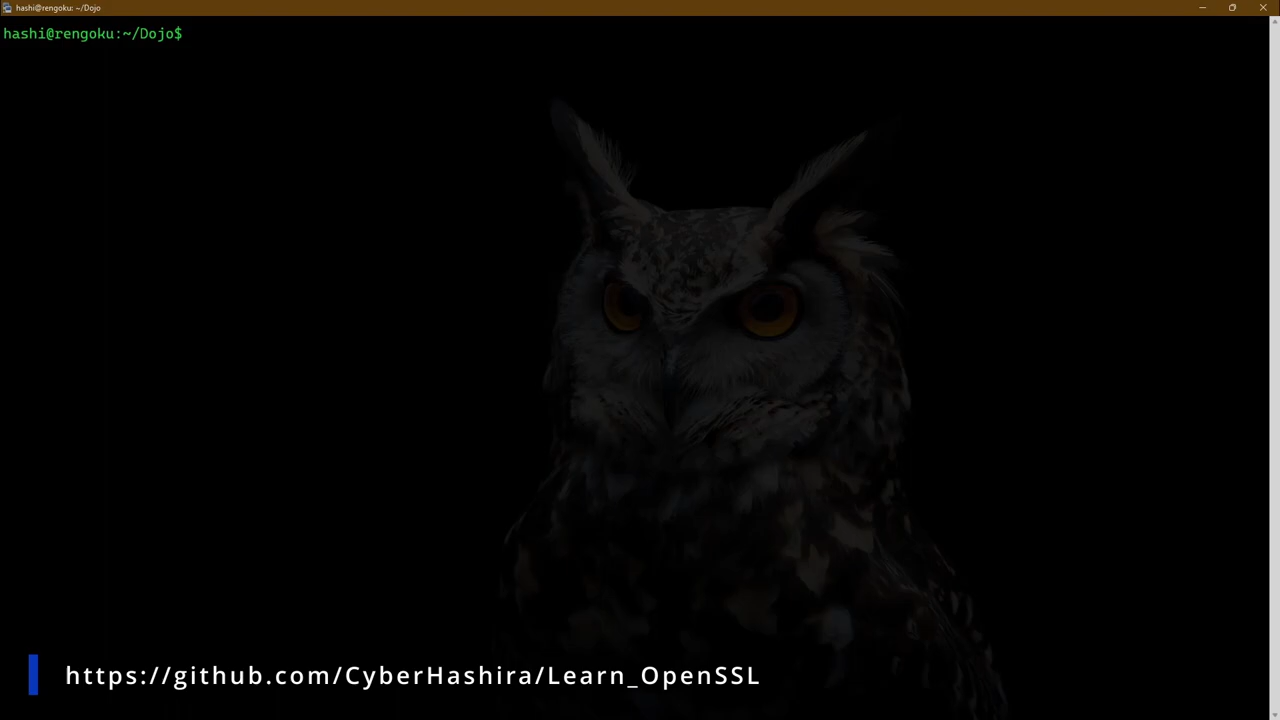 hashi@rengoku: ~/Dojo
hashi@rengoku:~/Dojo$
https://github.com/CyberHashira/Learn_OpenSSL